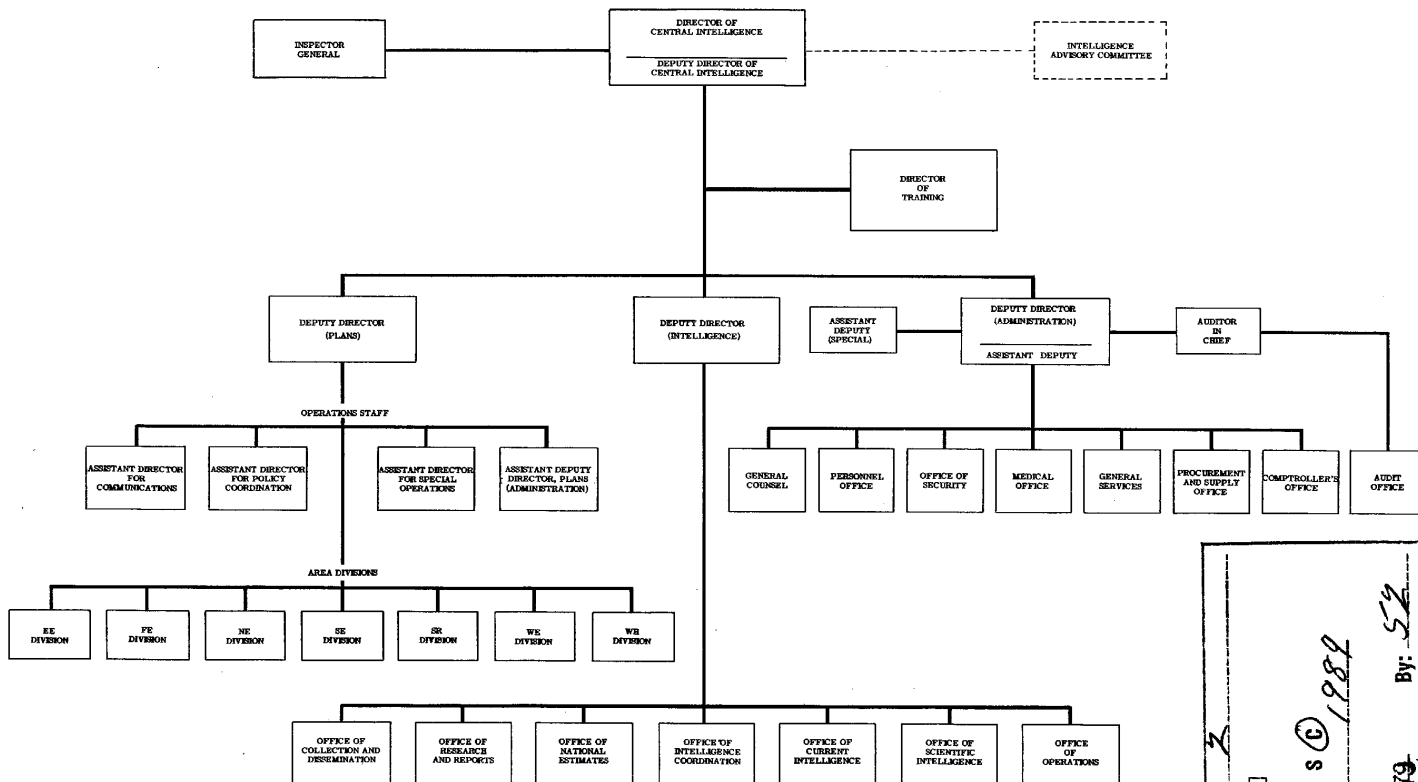 INSPECTOR
GENERAL
DIRECTOR OF
CENTRAL INTELLIGENCE
DEPUTY DIRECTOR OF
CENTRAL INTELLIGENCE
INTELLIGENCE
ADVISORY COMMITTEE
DIRECTOR
OF
TRAINING
DEPUTY DIRECTOR
(PLANS)
DEPUTY DIRECTOR
(INTELLIGENCE)
ASSISTANT
DEPUTY
(SPECIAL)
DEPUTY DIRECTOR
(ADMINISTRATION)
ASSISTANT DEPUTY
AUDITOR
IN
CHIEF
OPERATIONS STAFF
ASSISTANT DIRECTOR
FOR
COMMUNICATIONS
ASSISTANT DIRECTOR
FOR POLICY
COORDINATION
ASSISTANT DIRECTOR
FOR SPECIAL
OPERATIONS
ASSISTANT DEPUTY
DIRECTOR, PLANS
(ADMINISTRATION)
GENERAL
COUNSEL
PERSONNEL
OFFICE
OFFICE OF
SECURITY
MEDICAL
OFFICE
GENERAL
SERVICES
PROCUREMENT
AND SUPPLY
OFFICE
COMPTROLLER'S
OFFICE
AUDIT
OFFICE
AREA DIVISIONS
EE
DIVISION
FE
DIVISION
NE
DIVISION
SE
DIVISION
SR
DIVISION
WE
DIVISION
WH
DIVISION
OFFICE OF
COLLECTION AND
DISSEMINATION
OFFICE OF
RESEARCH
AND REPORTS
OFFICE OF
NATIONAL
ESTIMATES
OFFICE OF
INTELLIGENCE
COORDINATION
OFFICE OF
CURRENT
INTELLIGENCE
OFFICE OF
SCIENTIFIC
INTELLIGENCE
OFFICE
OF
OPERATIONS
S C
1989
By: